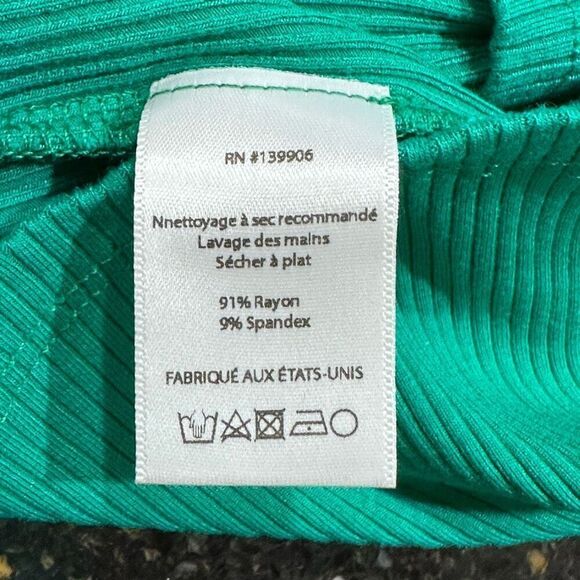 RN #139906
Nnettoyage à sec recommandé
Lavage des mains
Sécher à plat
91% Rayon
9% Spandex
FABRIQUÉ AUX ÉTATS-UNIS